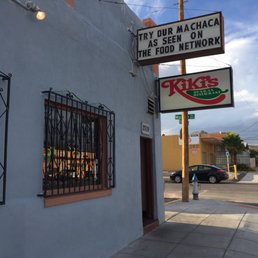 TRY OUR MACHACA
AS SEEN ON
THE FOOD NETWORK
Kiki's